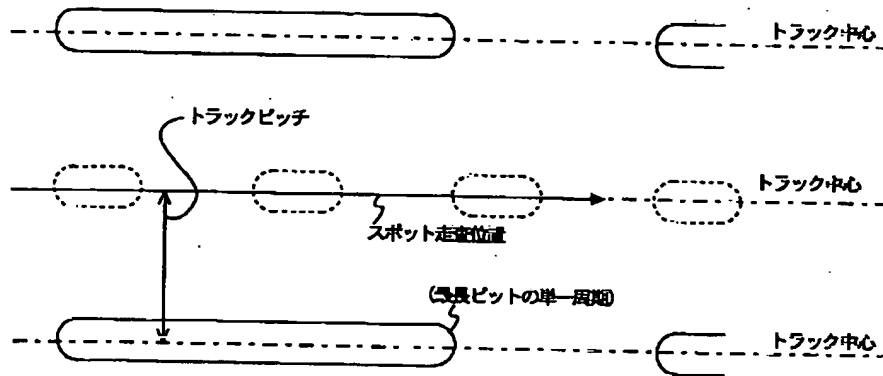 トラック中心
トラックピッチ
トラック中心
スポット走査位置
(最長ピットの単一周期)
トラック中心